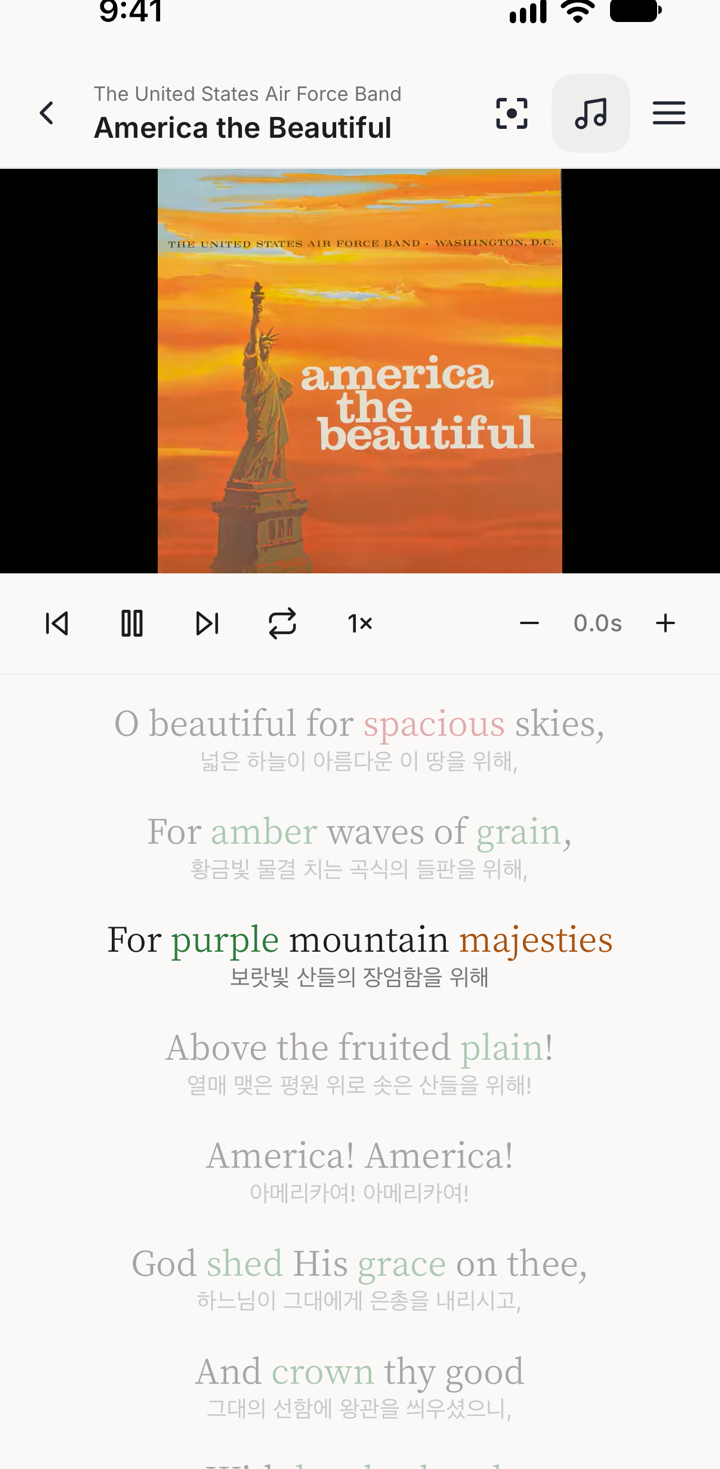 9:41
The United States Air Force Band
America the Beautiful
THE UNITED STATES AIR FORCE BAND · WASHINGTON, D.C.
america
the
beautiful
1×
0.0s
O beautiful for spacious skies,
넓은 하늘이 아름다운 이 땅을 위해,
For amber waves of grain,
황금빛 물결 치는 곡식의 들판을 위해,
For purple mountain majesties
보랏빛 산들의 장엄함을 위해
Above the fruited plain!
열매 맺은 평원 위로 솟은 산들을 위해!
America! America!
아메리카여! 아메리카여!
God shed His grace on thee,
하느님이 그대에게 은총을 내리시고,
And crown thy good
그대의 선함에 왕관을 씌우셨으니,